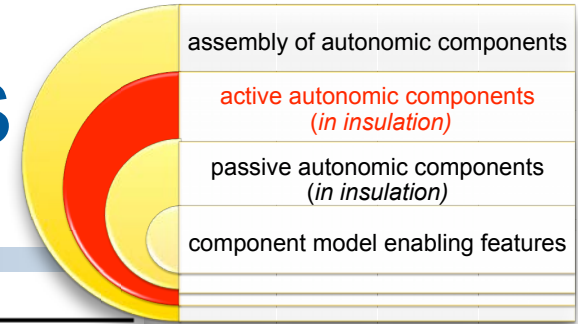 s
assembly of autonomic components
active autonomic components
(in insulation)
passive autonomic components
(in insulation)
component model enabling features